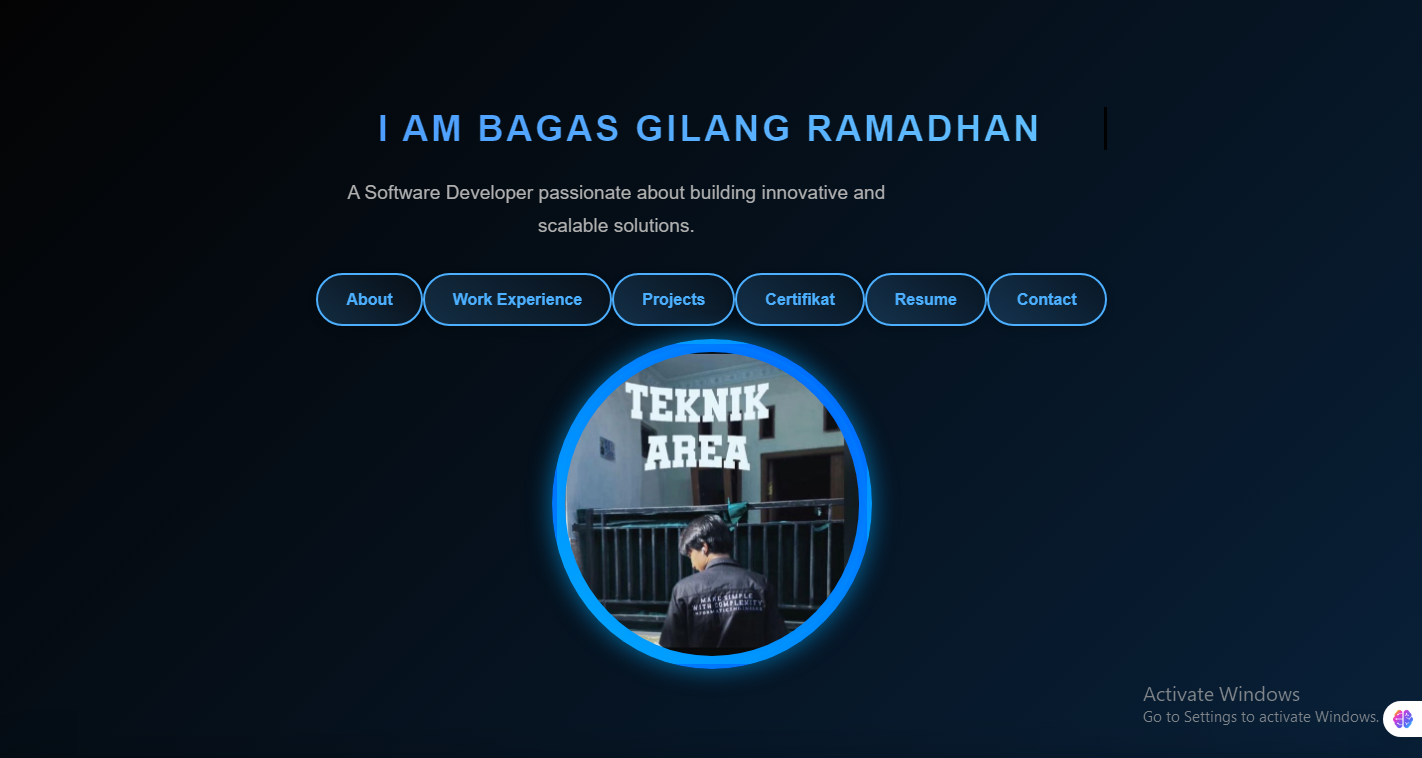 I AM BAGAS GILANG RAMADHAN
A Software Developer passionate about building innovative and
scalable solutions.
About
Work Experience
Projects
Certifikat
Resume
Contact
TEKNIK
AREA
MAKE SIMPLE
WITH COMPLEXITY
Activate Windows
Go to Settings to activate Windows.